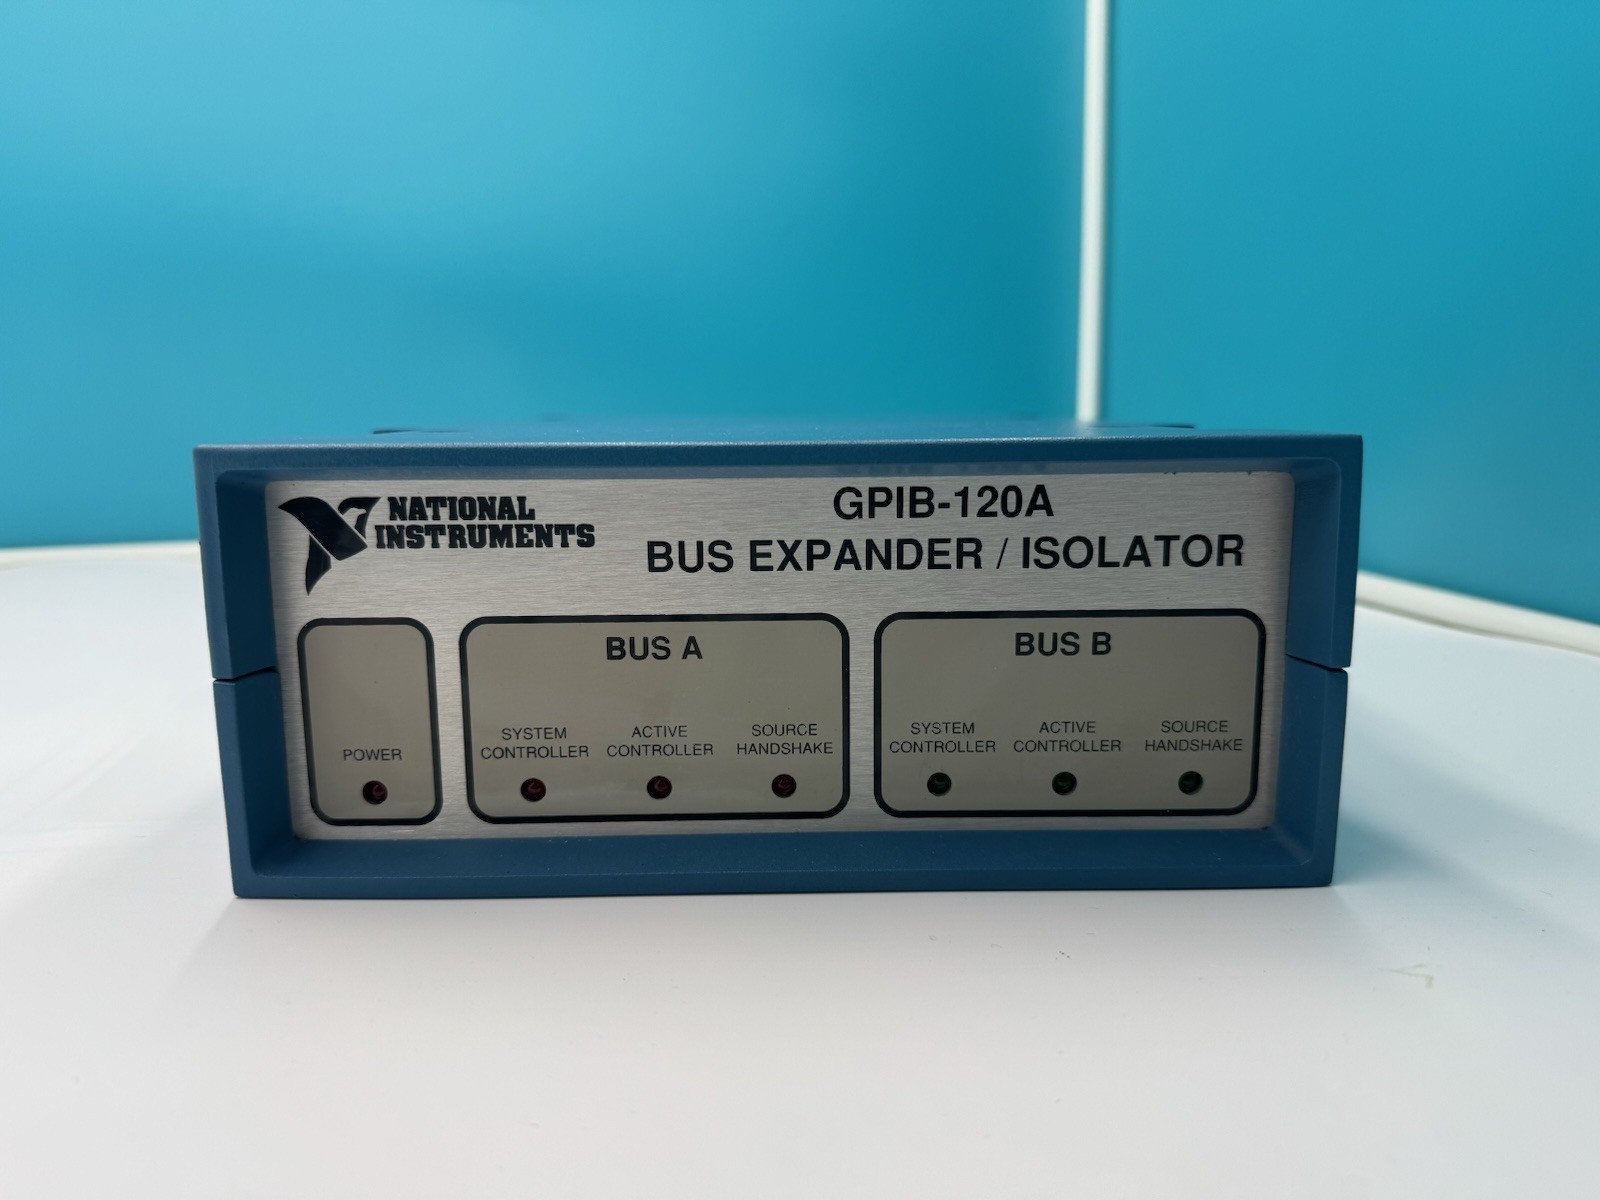 NATIONAL
INSTRUMENTS
GPIB-120A
BUS EXPANDER / ISOLATOR
POWER
BUS A
SYSTEM
CONTROLLER
ACTIVE
CONTROLLER
SOURCE
HANDSHAKE
BUS B
SYSTEM
CONTROLLER
ACTIVE
CONTROLLER
SOURCE
HANDSHAKE